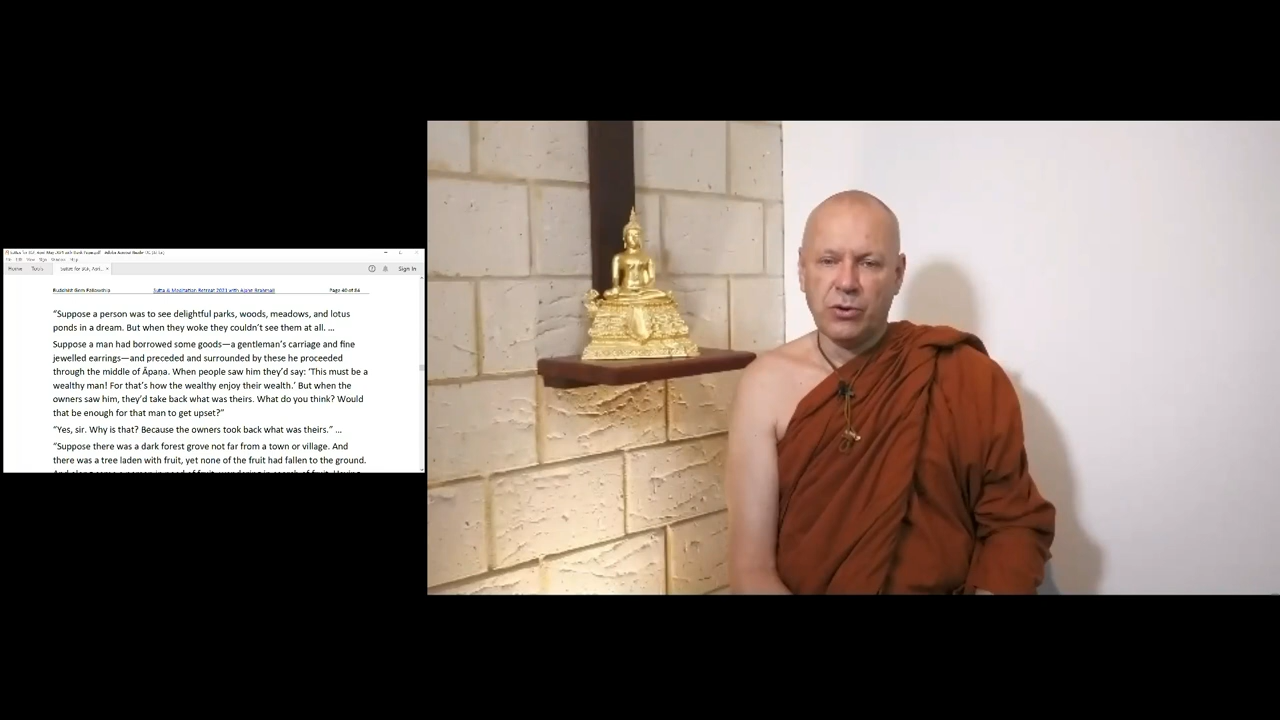 Home Tools
Sign In
Buddhist Gem Fellowship Sutta & Meditation Retreat 2021 with Ajahn Brahmali Page 40 of 84
“Suppose a person was to see delightful parks, woods, meadows, and lotus
ponds in a dream. But when they woke they couldn’t see them at all. …
Suppose a man had borrowed some goods—a gentleman’s carriage and fine
jewelled earrings—and preceded and surrounded by these he proceeded
through the middle of Āpaṇa. When people saw him they’d say: ‘This must be a
wealthy man! For that’s how the wealthy enjoy their wealth.’ But when the
owners saw him, they’d take back what was theirs. What do you think? Would
that be enough for that man to get upset?”
“Yes, sir. Why is that? Because the owners took back what was theirs.” …
“Suppose there was a dark forest grove not far from a town or village. And
there was a tree laden with fruit, yet none of the fruit had fallen to the ground.